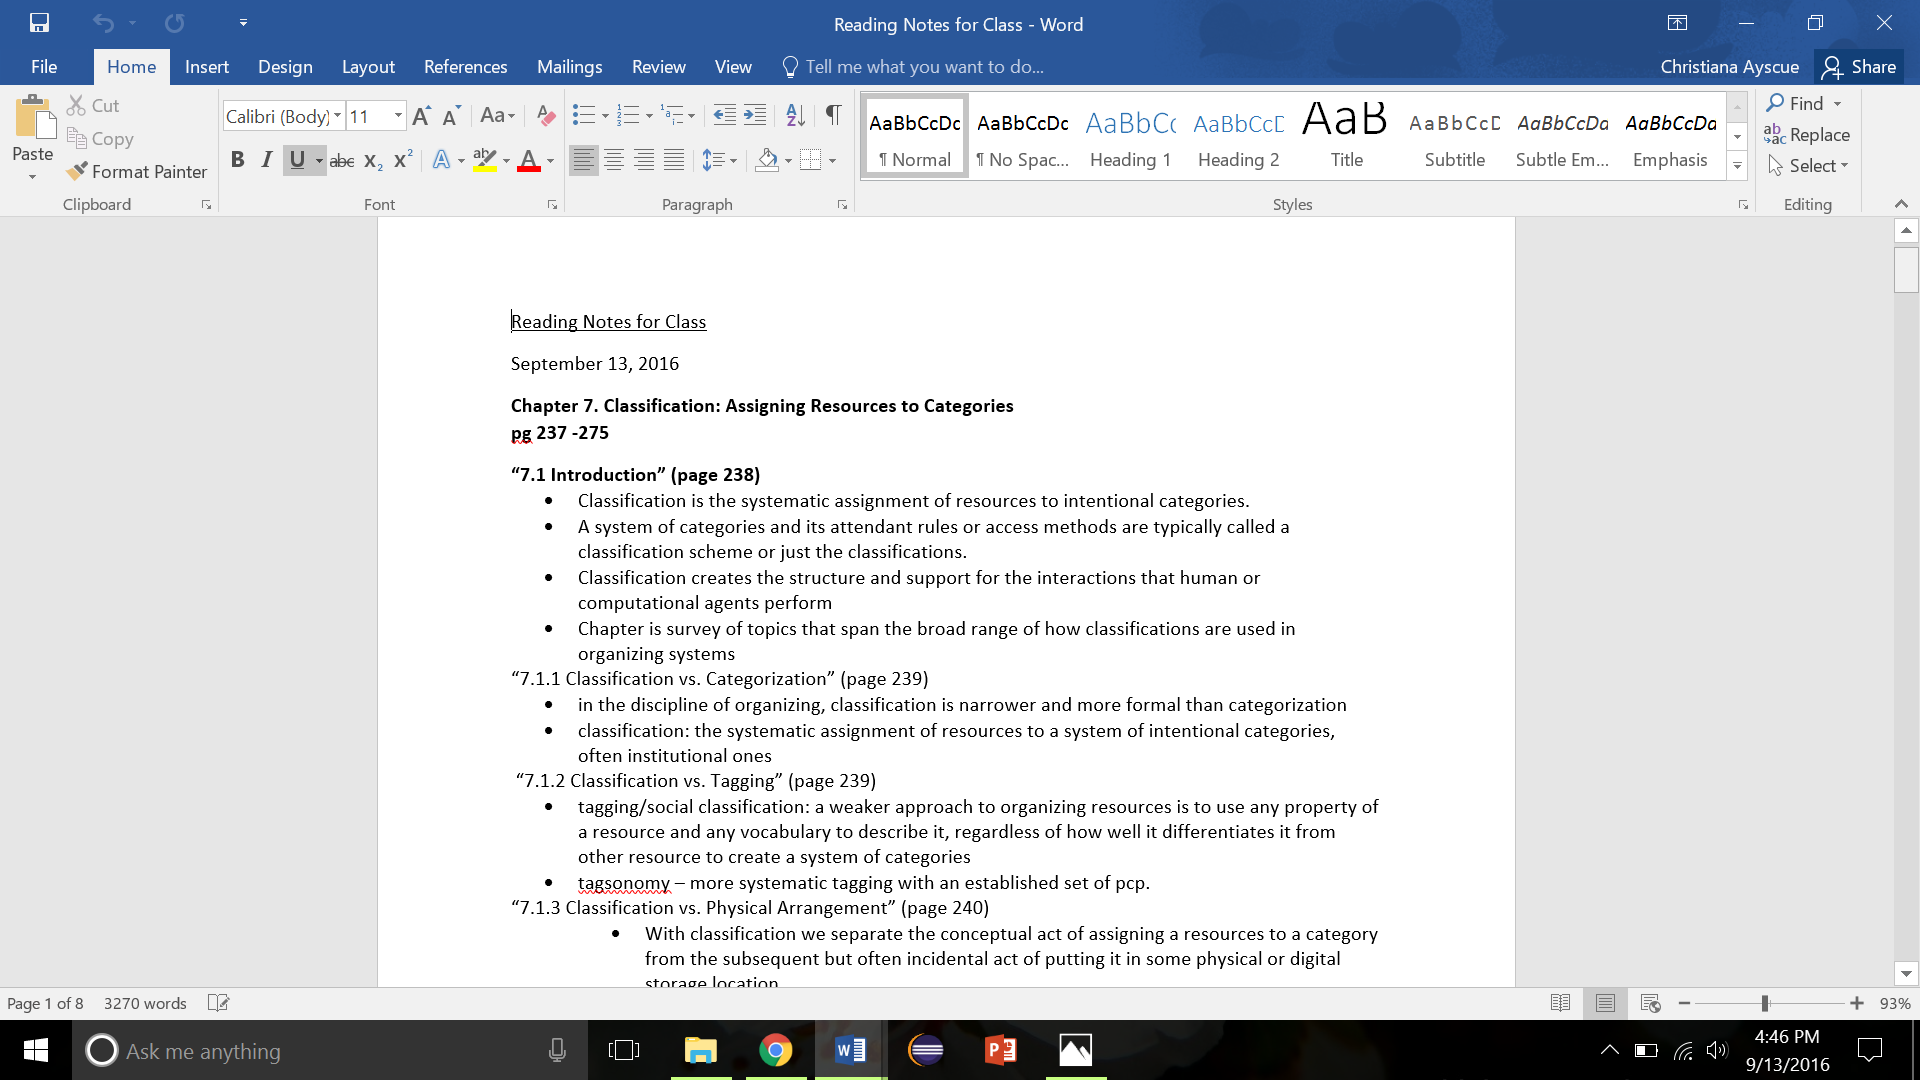 Reading Notes for Class - Word
File Home Insert Design Layout References Mailings Review View Tell me what you want to do... Christiana Ayscue Share
Paste
Cut
Copy
Format Painter
Clipboard
Calibri (Body) 11
Font
Paragraph
AaBbCcDc AaBbCcDc AaBbCc AaBbCcD AaB AaBbCcD AaBbCcDa AaBbCcDa
¶ Normal ¶ No Spac... Heading 1 Heading 2 Title Subtitle Subtle Em... Emphasis
Styles
Find
Replace
Select
Editing
Reading Notes for Class
September 13, 2016
Chapter 7. Classification: Assigning Resources to Categories
pg 237 -275
“7.1 Introduction” (page 238)
• Classification is the systematic assignment of resources to intentional categories.
• A system of categories and its attendant rules or access methods are typically called a
classification scheme or just the classifications.
• Classification creates the structure and support for the interactions that human or
computational agents perform
• Chapter is survey of topics that span the broad range of how classifications are used in
organizing systems
“7.1.1 Classification vs. Categorization” (page 239)
• in the discipline of organizing, classification is narrower and more formal than categorization
• classification: the systematic assignment of resources to a system of intentional categories,
often institutional ones
“7.1.2 Classification vs. Tagging” (page 239)
• tagging/social classification: a weaker approach to organizing resources is to use any property of
a resource and any vocabulary to describe it, regardless of how well it differentiates it from
other resource to create a system of categories
• tagsonomy – more systematic tagging with an established set of pcp.
“7.1.3 Classification vs. Physical Arrangement” (page 240)
• With classification we separate the conceptual act of assigning a resources to a category
from the subsequent but often incidental act of putting it in some physical or digital
storage location
Page 1 of 8 3270 words 93%
Ask me anything
4:46 PM
9/13/2016